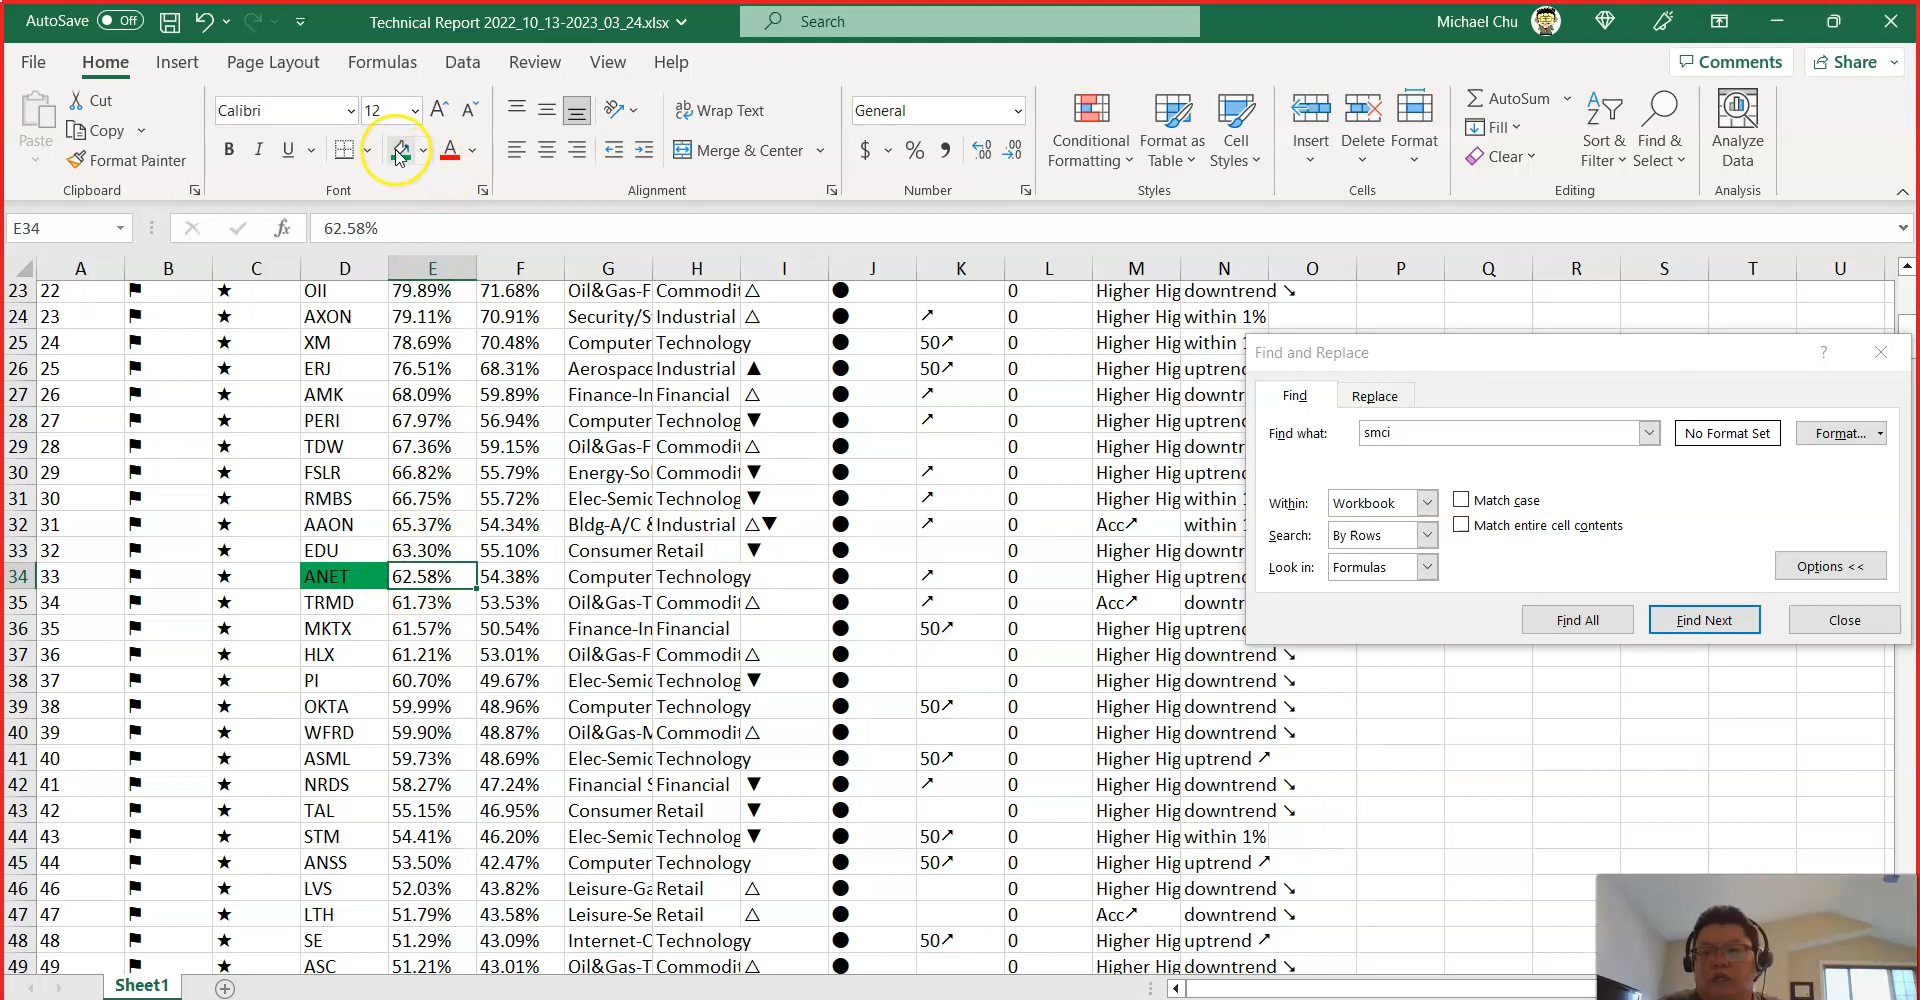 AutoSave Off Technical Report 2022_10_13-2023_03_24.xlsx Search Michael Chu
File Home Insert Page Layout Formulas Data Review View Help Comments Share
Paste Cut Copy Format Painter Clipboard
Calibri 12 A A B I U A Font
ab Wrap Text Merge & Center Alignment
General $ % , Number
Conditional Formatting Format as Table Cell Styles Styles
Insert Delete Format Cells
AutoSum Fill Clear Sort & Filter Find & Select Editing
Analyze Data Analysis
E34 fx 62.58%
A B C D E F G H I J K L M N O P Q R S T U
23 22 ⚑ ★ OII 79.89% 71.68% Oil&Gas-F Commodit △ ● 0 Higher Hig downtrend ↘
24 23 ⚑ ★ AXON 79.11% 70.91% Security/S Industrial △ ● ↗ 0 Higher Hig within 1%
25 24 ⚑ ★ XM 78.69% 70.48% Computer Technology ● 50↗ 0 Higher Hig within 1
26 25 ⚑ ★ ERJ 76.51% 68.31% Aerospace Industrial ▲ ● 50↗ 0 Higher Hig uptrend
27 26 ⚑ ★ AMK 68.09% 59.89% Finance-In Financial △ ● ↗ 0 Higher Hig downt
28 27 ⚑ ★ PERI 67.97% 56.94% Computer Technolog ▼ ● ↗ 0 Higher Hig downt
29 28 ⚑ ★ TDW 67.36% 59.15% Oil&Gas-F Commodit △ ● 0 Higher Hig downt
30 29 ⚑ ★ FSLR 66.82% 55.79% Energy-Sol Commodit ▼ ● ↗ 0 Higher Hig uptrend
31 30 ⚑ ★ RMBS 66.75% 55.72% Elec-Semic Technolog ▼ ● ↗ 0 Higher Hig within 1
32 31 ⚑ ★ AAON 65.37% 54.34% Bldg-A/C & Industrial △▼ ● ↗ 0 Acc↗ within 1
33 32 ⚑ ★ EDU 63.30% 55.10% Consumer Retail ▼ ● 0 Higher Hig downt
34 33 ⚑ ★ ANET 62.58% 54.38% Computer Technology ● ↗ 0 Higher Hig uptrend
35 34 ⚑ ★ TRMD 61.73% 53.53% Oil&Gas-T Commodit △ ● ↗ 0 Acc↗ downt
36 35 ⚑ ★ MKTX 61.57% 50.54% Finance-In Financial ● 50↗ 0 Higher Hig uptrend
37 36 ⚑ ★ HLX 61.21% 53.01% Oil&Gas-F Commodit △ ● 0 Higher Hig downtrend ↘
38 37 ⚑ ★ PI 60.70% 49.67% Elec-Semic Technolog ▼ ● 0 Higher Hig downtrend ↘
39 38 ⚑ ★ OKTA 59.99% 48.96% Computer Technology ● 50↗ 0 Higher Hig downtrend ↘
40 39 ⚑ ★ WFRD 59.90% 48.87% Oil&Gas-M Commodit △ ● 0 Higher Hig downtrend ↘
41 40 ⚑ ★ ASML 59.73% 48.69% Elec-Semic Technology ● 50↗ 0 Higher Hig uptrend ↗
42 41 ⚑ ★ NRDS 58.27% 47.24% Financial S Financial ▼ ● ↗ 0 Higher Hig downtrend ↘
43 42 ⚑ ★ TAL 55.15% 46.95% Consumer Retail ▼ ● 0 Higher Hig downtrend ↘
44 43 ⚑ ★ STM 54.41% 46.20% Elec-Semic Technolog ▼ ● 50↗ 0 Higher Hig within 1%
45 44 ⚑ ★ ANSS 53.50% 42.47% Computer Technology ● 50↗ 0 Higher Hig uptrend ↗
46 46 ⚑ ★ LVS 52.03% 43.82% Leisure-Ga Retail △ ● 0 Higher Hig downtrend ↘
47 47 ⚑ ★ LTH 51.79% 43.58% Leisure-Se Retail △ ● 0 Acc↗ downtrend ↘
48 48 ⚑ ★ SE 51.29% 43.09% Internet-C Technology ● 50↗ 0 Higher Hig uptrend ↗
49 49 ⚑ ★ ASC 51.21% 43.01% Oil&Gas-T Commodit △ ● 0 Higher Hig downtrend ↘
Find and Replace ?
Find Replace
Find what: smci No Format Set Format...
Within: Workbook Match case
Search: By Rows Match entire cell contents
Look in: Formulas Options <<
Find All Find Next Close
Sheet1